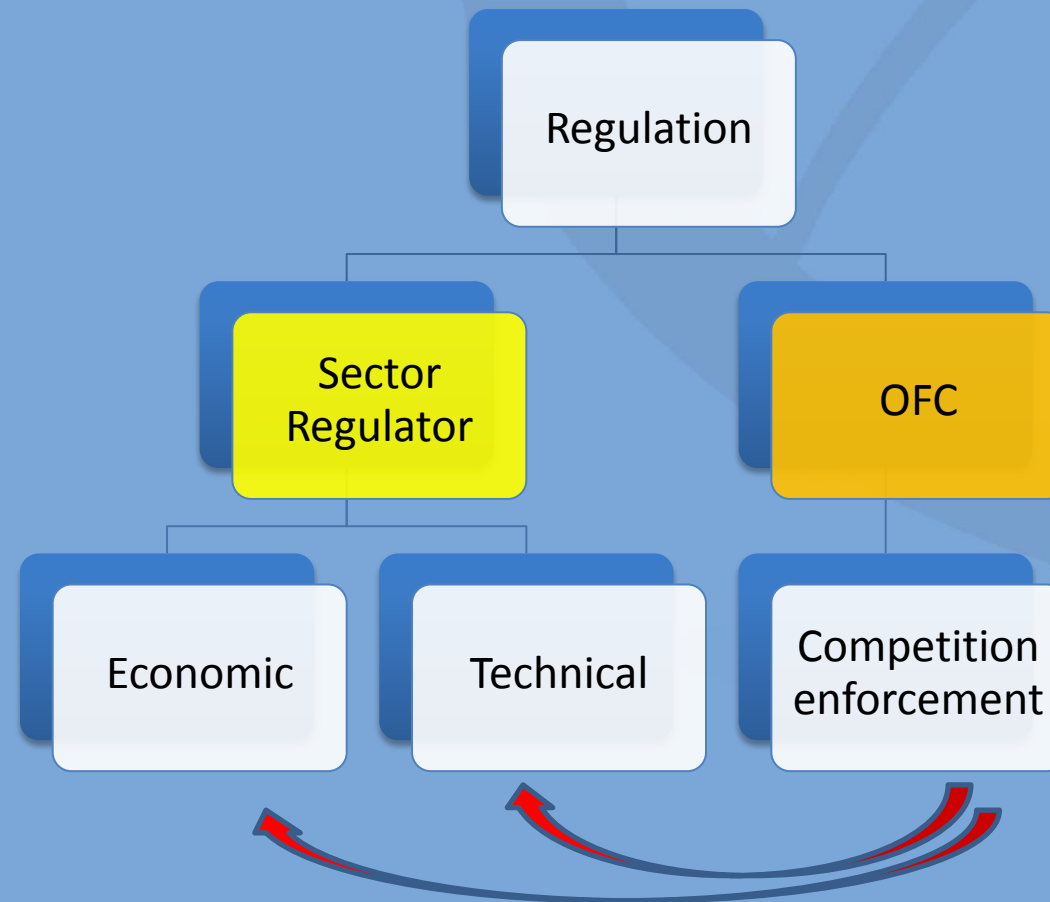 Regulation
Sector
Regulator
OFC
Economic
Technical
Competition
enforcement